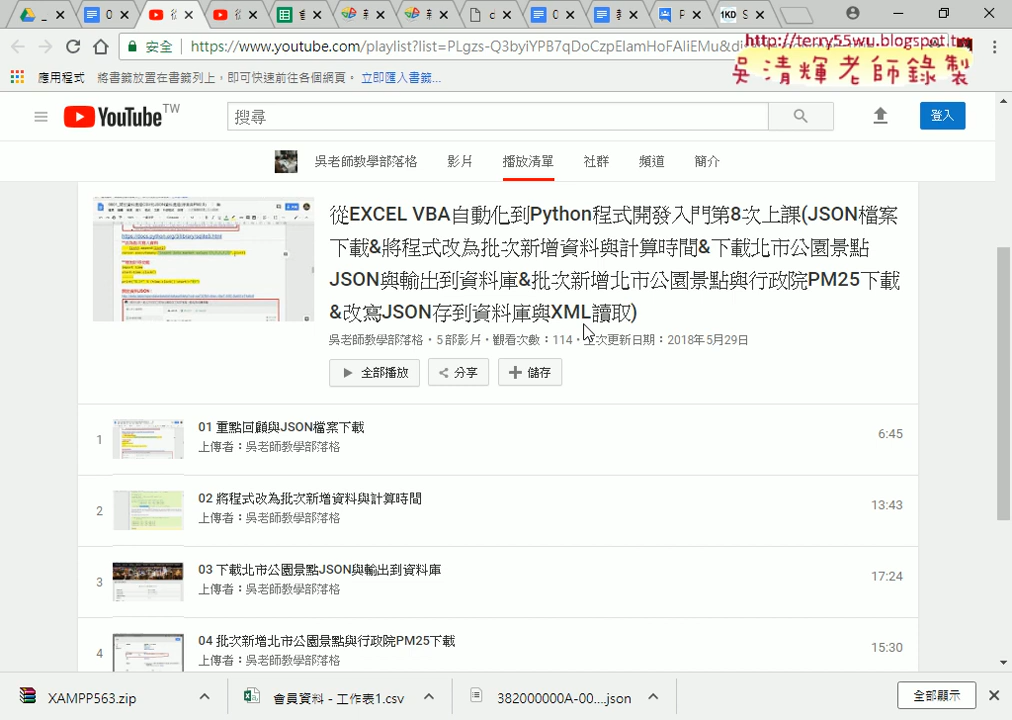 安全
https://www.youtube.com/playlist?list=PLgzs-Q3byiYPB7qDoCzpElamHoFAIiEMu&di
http://terry55wu.blogspot.tw
吳清輝老師錄製
應用程式 將書籤放置在書籤列上，即可快速前往各個網頁。 立即匯入書籤...
YouTube TW
搜尋
登入
吳老師教學部落格 影片 播放清單 社群 頻道 簡介
從EXCEL VBA自動化到Python程式開發入門第8次上課(JSON檔案
下載&將程式改為批次新增資料與計算時間&下載北市公園景點
JSON與輸出到資料庫&批次新增北市公園景點與行政院PM25下載
&改寫JSON存到資料庫與XML讀取)
吳老師教學部落格・5 部影片・觀看次數：114・上次更新日期：2018年5月29日
全部播放 分享 儲存
1
01 重點回顧與JSON檔案下載
上傳者：吳老師教學部落格
6:45
2
02 將程式改為批次新增資料與計算時間
上傳者：吳老師教學部落格
13:43
3
03 下載北市公園景點JSON與輸出到資料庫
上傳者：吳老師教學部落格
17:24
4
04 批次新增北市公園景點與行政院PM25下載
上傳者：吳老師教學部落格
15:30
XAMPP563.zip
會員資料 - 工作表1.csv
382000000A-00....json
全部顯示